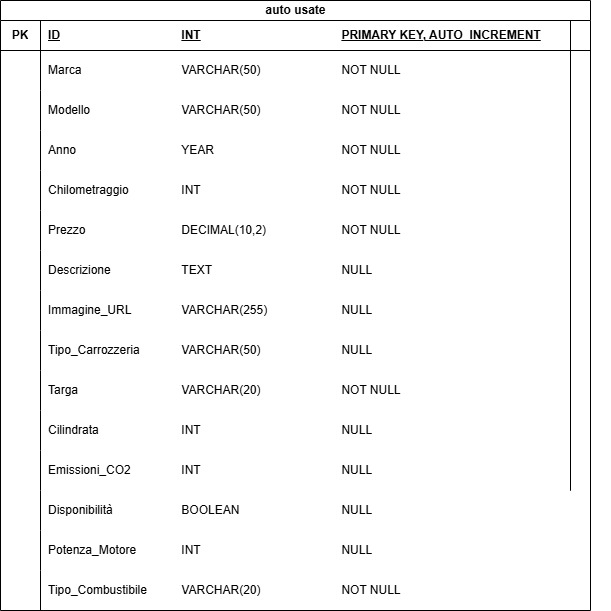 auto usate
PK ID INT PRIMARY KEY, AUTO_INCREMENT
Marca VARCHAR(50) NOT NULL
Modello VARCHAR(50) NOT NULL
Anno YEAR NOT NULL
Chilometraggio INT NOT NULL
Prezzo DECIMAL(10,2) NOT NULL
Descrizione TEXT NULL
Immagine_URL VARCHAR(255) NULL
Tipo_Carrozzeria VARCHAR(50) NULL
Targa VARCHAR(20) NOT NULL
Cilindrata INT NULL
Emissioni_CO2 INT NULL
Disponibilità BOOLEAN NULL
Potenza_Motore INT NULL
Tipo_Combustibile VARCHAR(20) NOT NULL